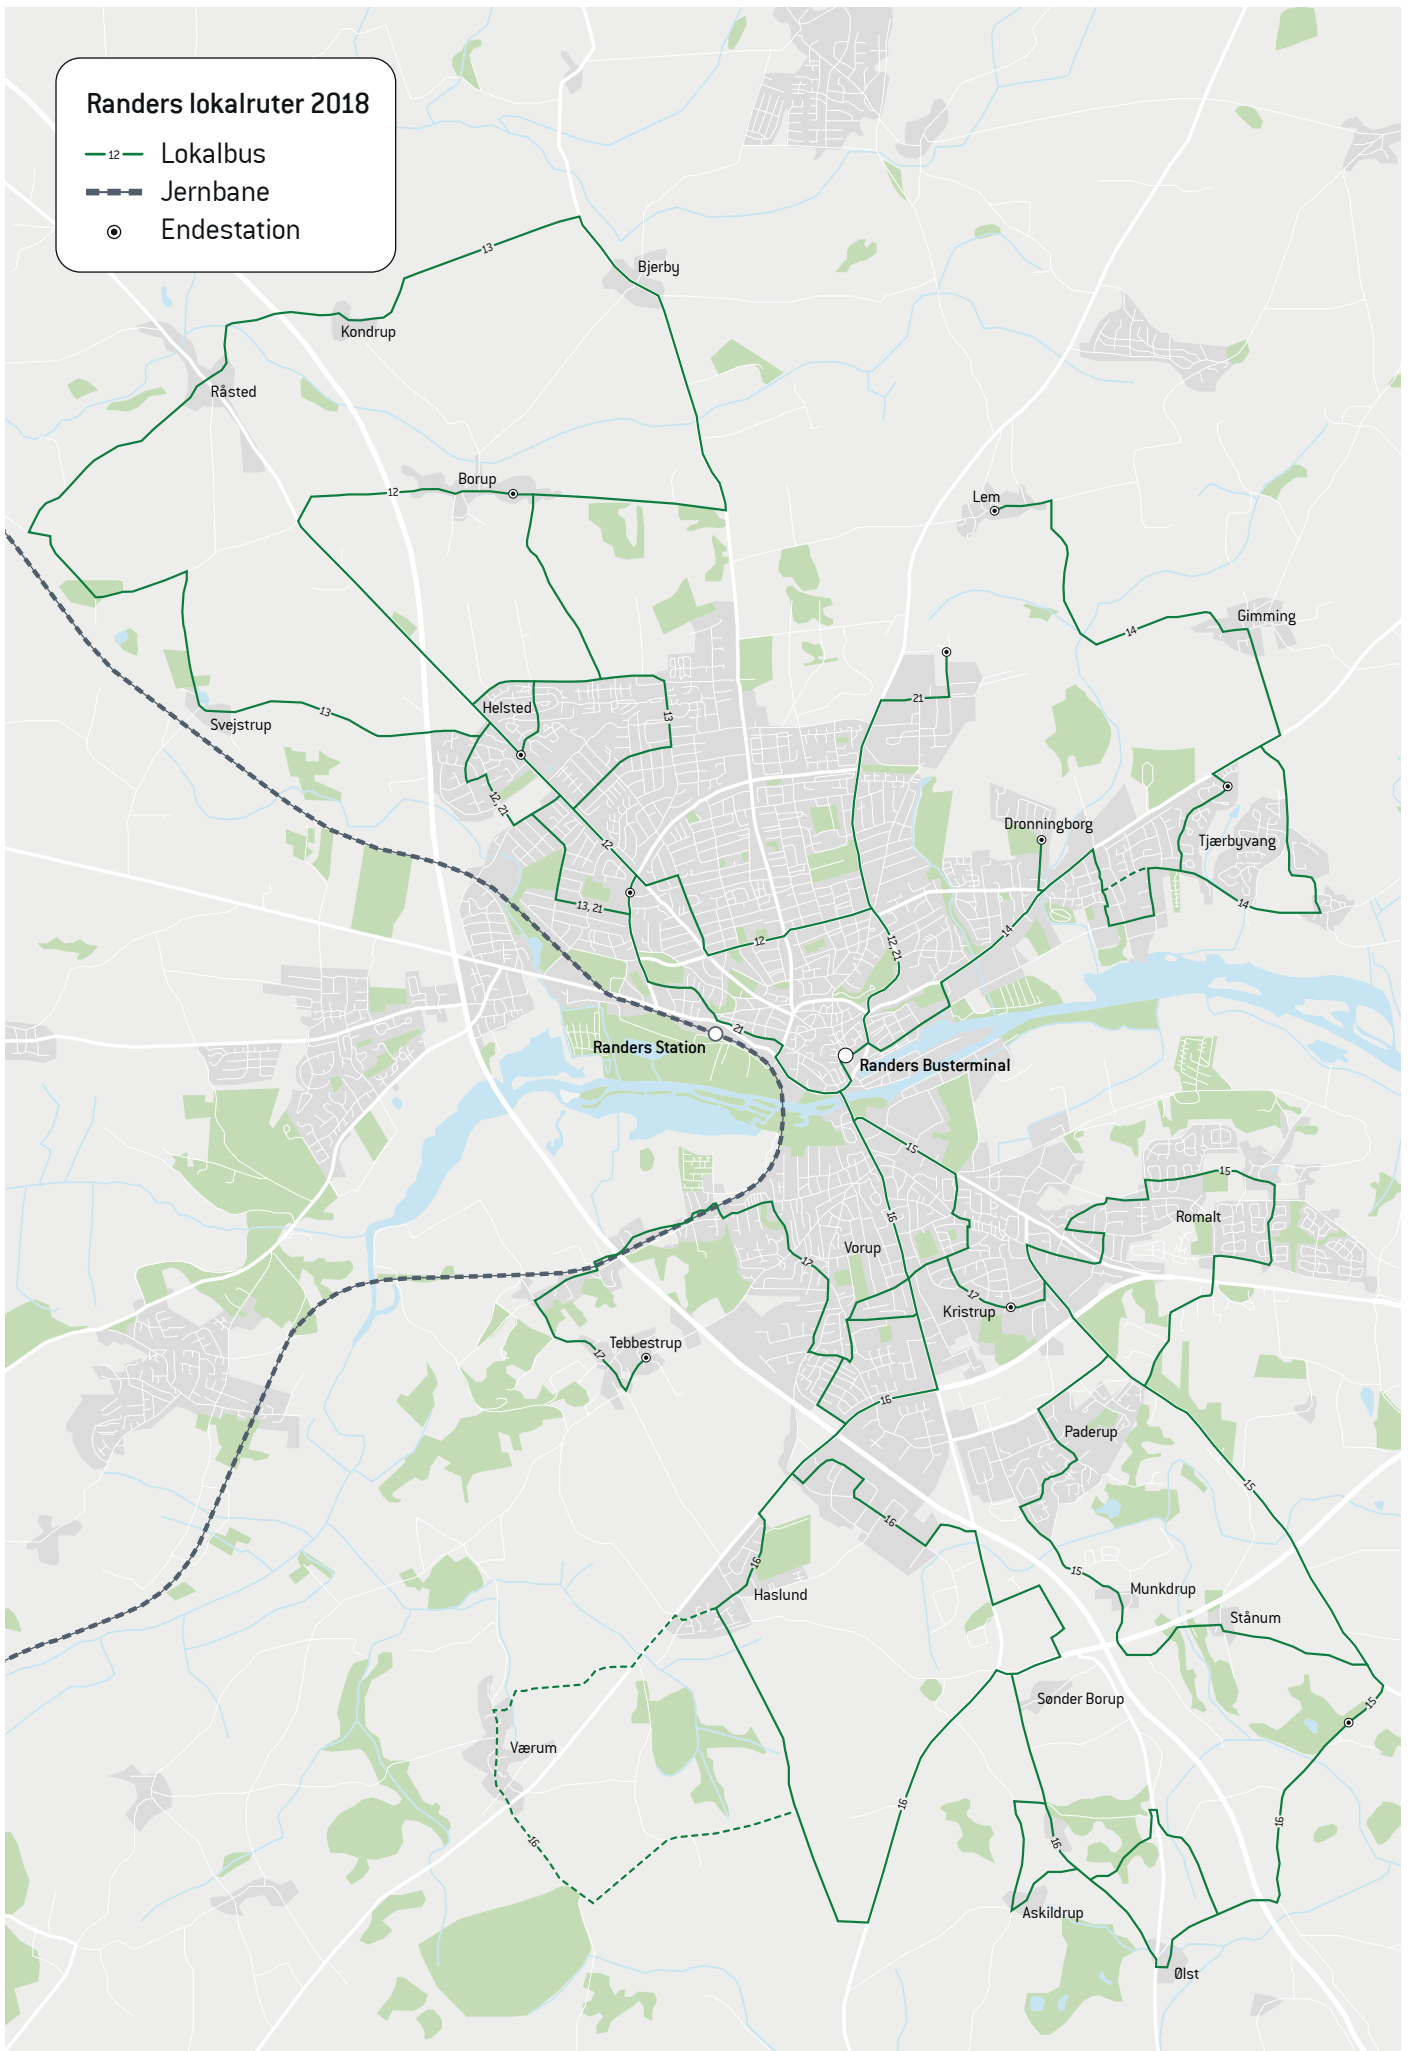 Randers lokalruter 2018
12 Lokalbus
Jernbane
Endestation
13
Bjerby
Kondrup
Råsted
Borup
12
Lem
Gimming
14
21
Helsted
13
13
Svejstrup
12, 21
Dronningborg
Tjærbyvang
12
13, 21
14
14
12
12, 21
21
Randers Station
Randers Busterminal
15
15
Romalt
16
Vorup
17
17
Kristrup
Tebbestrup
17
16
Paderup
15
16
16
15
Haslund
Munkdrup
Stånum
Sønder Borup
15
Værum
16
16
16
16
Askildrup
Ølst